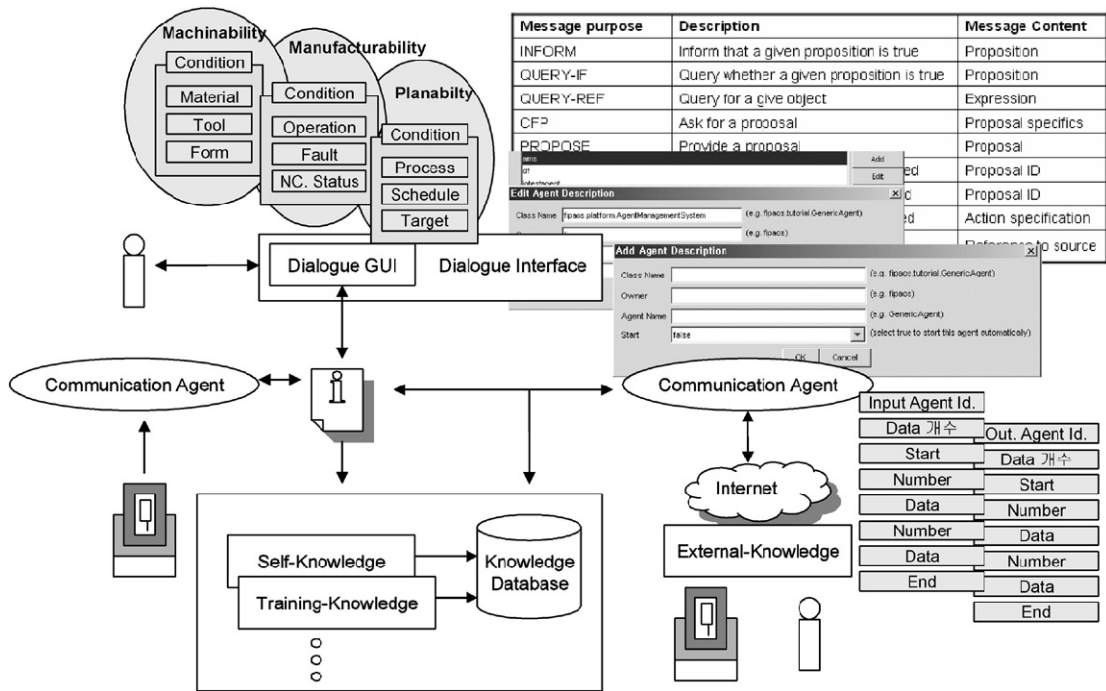 Machinability
Condition
Material
Tool
Form
Manufacturability
Condition
Operation
Fault
NC. Status
Planabilty
Condition
Process
Schedule
Target
Message purpose Description Message Content
INFORM Inform that a given proposition is true Proposition
QUERY-IF Query whether a given proposition is true Proposition
QUERY-REF Query for a give object Expression
CFP Ask for a proposal Proposal specifics
PROPOSE Provide a proposal Proposal
Proposal ID
Proposal ID
Action specification
Reference to source
Add
Edit
Edit Agent Description
Class Name fipaos.platform.AgentManagementSystem (e.g. fipaos.tutorial.GenericAgent)
(e.g. fipaos)
Add Agent Description
Class Name (e.g. fipaos.tutorial.GenericAgent)
Owner (e.g. fipaos)
Agent Name (e.g. GenericAgent)
Start false (select true to start this agent automatically)
OK Cancel
Dialogue GUI Dialogue Interface
Communication Agent
i
Communication Agent
Input Agent Id.
Data 개수
Start
Number
Data
Number
Data
End
Out. Agent Id.
Data 개수
Start
Number
Data
Number
Data
End
Internet
External-Knowledge
Self-Knowledge
Training-Knowledge
Knowledge
Database